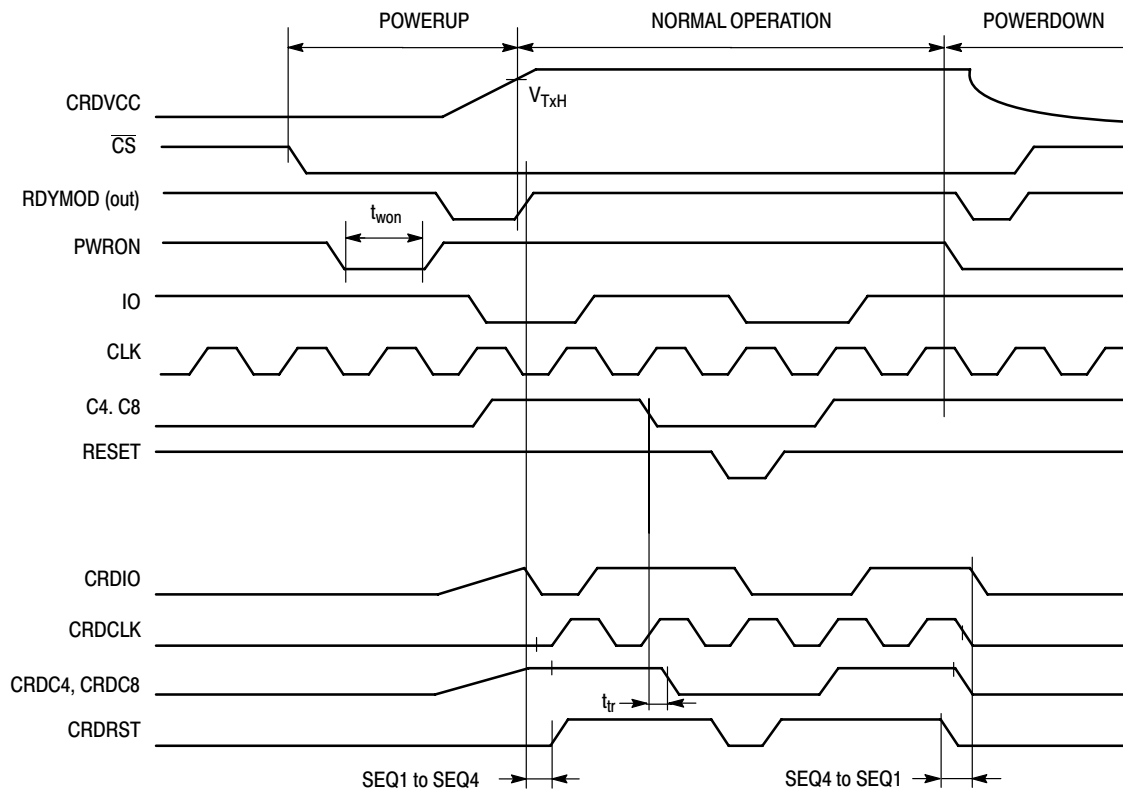 POWERUP NORMAL OPERATION POWERDOWN
CRDVCC
VTxH
CS
RDYMOD (out)
twon
PWRON
IO
CLK
C4. C8
RESET
CRDIO
CRDCLK
CRDC4, CRDC8
ttr
CRDRST
SEQ1 to SEQ4 SEQ4 to SEQ1